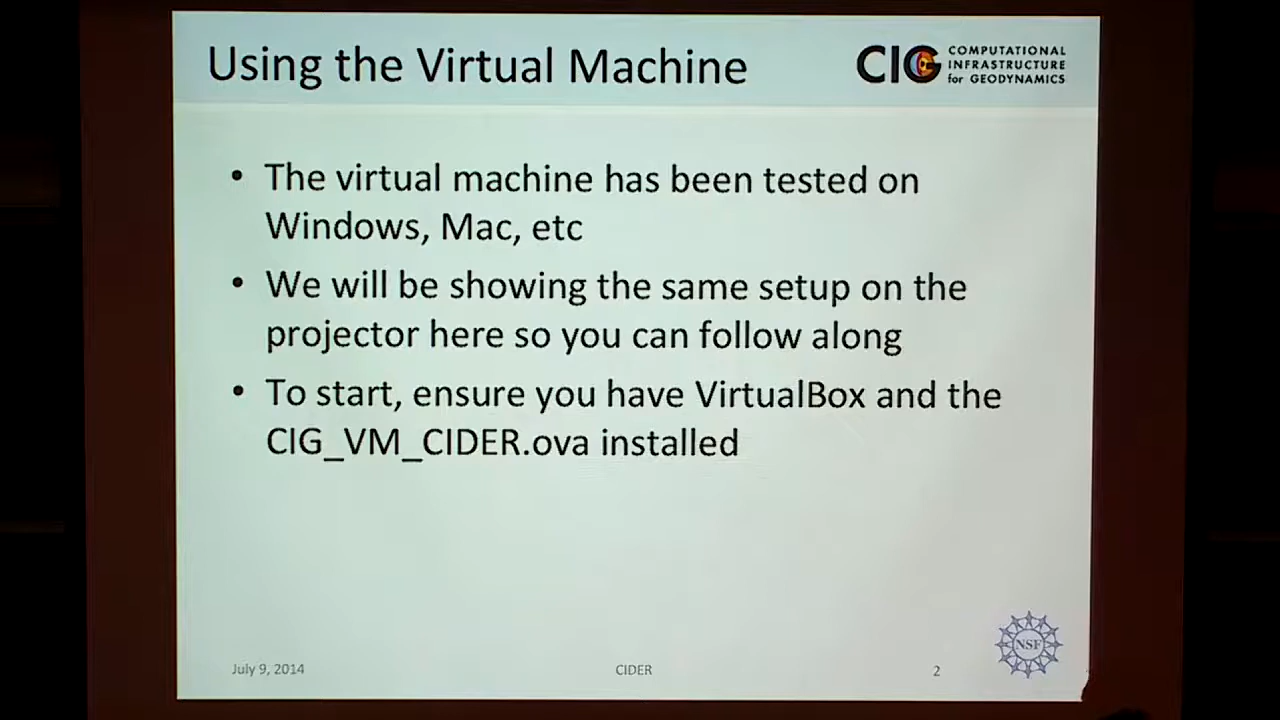 Using the Virtual Machine
CIG COMPUTATIONAL
INFRASTRUCTURE
for GEODYNAMICS
• The virtual machine has been tested on
Windows, Mac, etc
• We will be showing the same setup on the
projector here so you can follow along
• To start, ensure you have VirtualBox and the
CIG_VM_CIDER.ova installed
July 9, 2014
CIDER
2
NSF